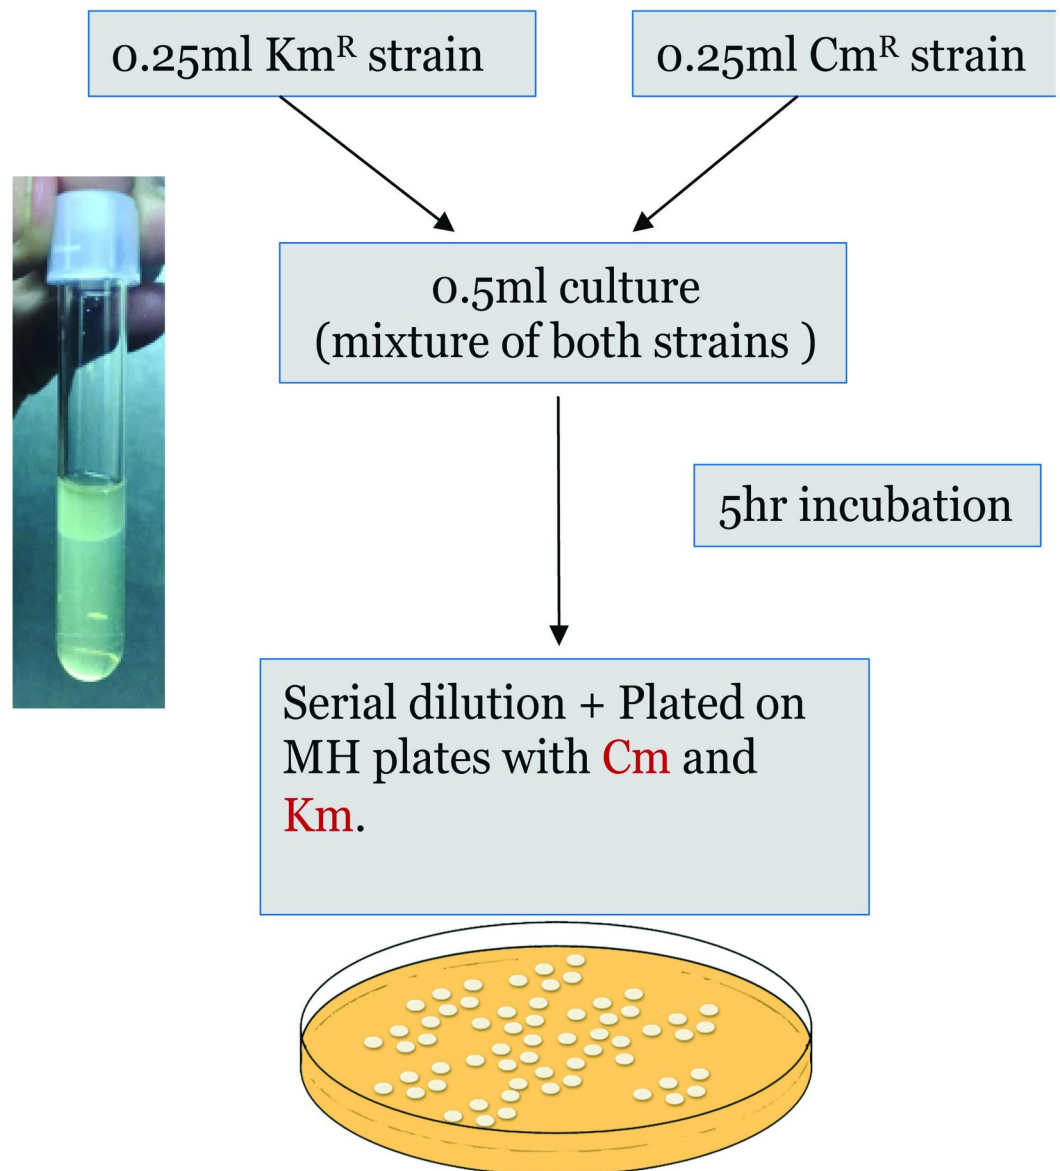 0.25ml Kmᴿ strain
0.25ml Cmᴿ strain
0.5ml culture
(mixture of both strains )
5hr incubation
Serial dilution + Plated on
MH plates with Cm and
Km.